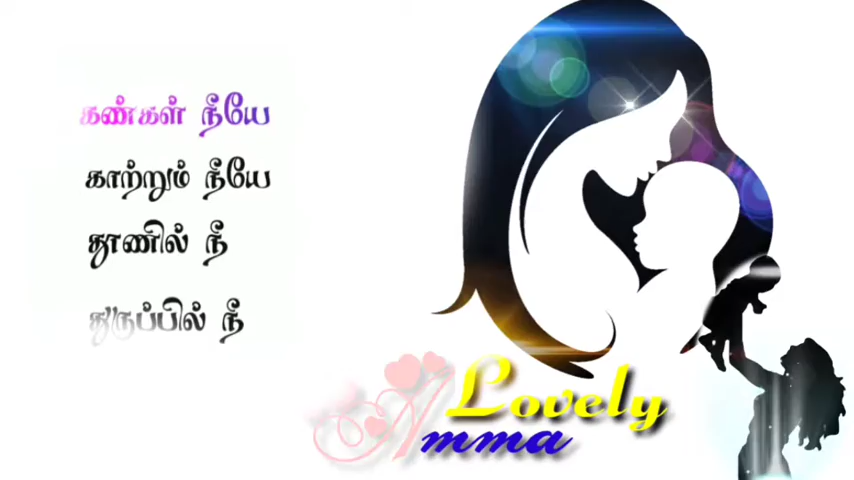 கண்கள் நீயே
காற்றும் நீயே
தூணில் நீ
துருப்பில் நீ
Lovely
Amma